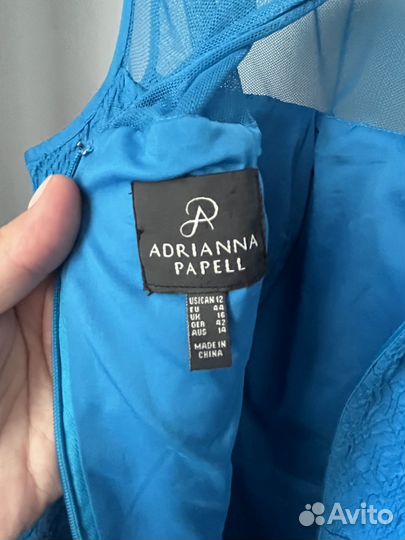 ADRIANNA
PAPELL
US/CAN 12
EU 44
UK 16
GER 42
AUS 14
MADE IN
CHINA
Avito